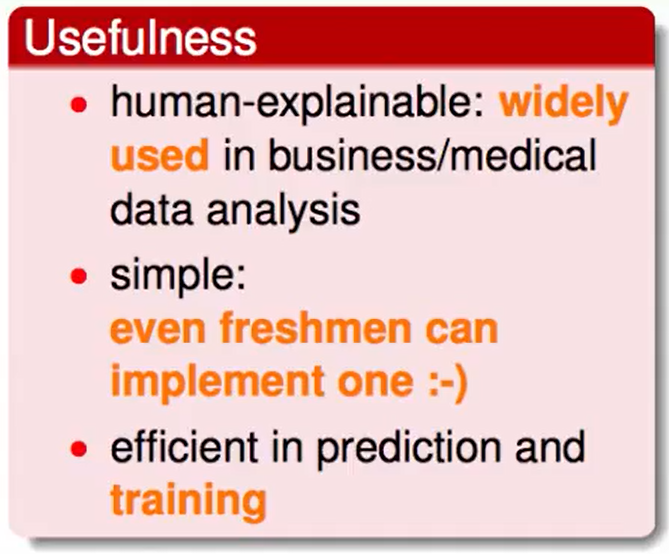 Usefulness
• human-explainable: widely
used in business/medical
data analysis
• simple:
even freshmen can
implement one :-)
• efficient in prediction and
training